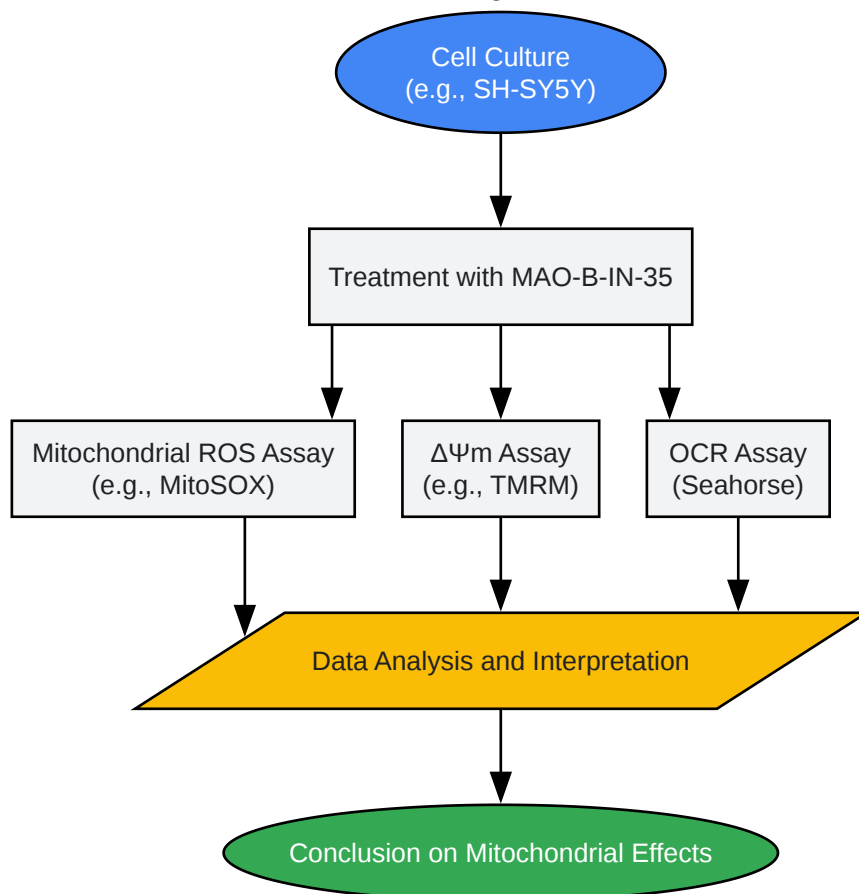 Cell Culture
(e.g., SH-SY5Y)
Treatment with MAO-B-IN-35
Mitochondrial ROS Assay
(e.g., MitoSOX)
ΔΨm Assay
(e.g., TMRM)
OCR Assay
(Seahorse)
Data Analysis and Interpretation
Conclusion on Mitochondrial Effects